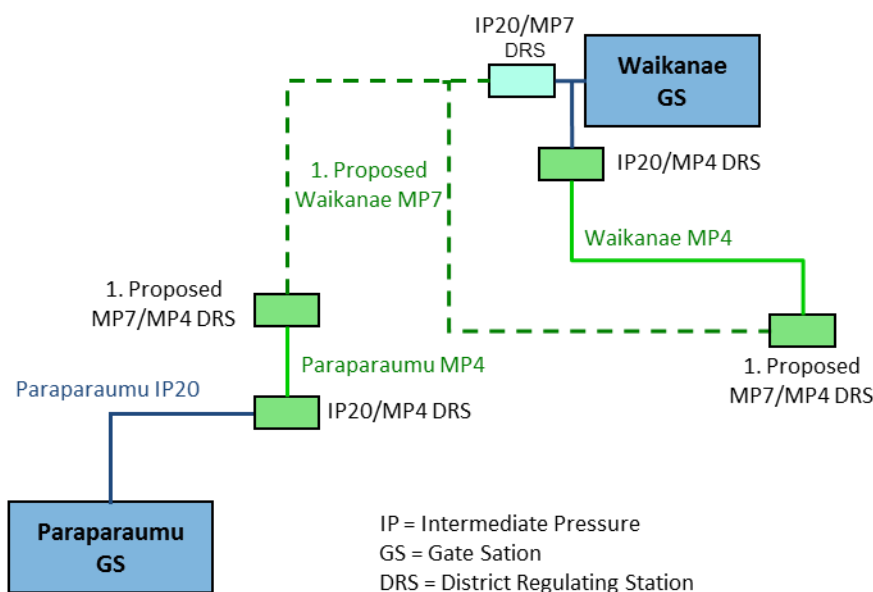 IP20/MP7
DRS
Waikanae
GS
IP20/MP4 DRS
1. Proposed
Waikanae MP7
Waikanae MP4
1. Proposed
MP7/MP4 DRS
Paraparaumu MP4
1. Proposed
MP7/MP4 DRS
Paraparaumu IP20
IP20/MP4 DRS
Paraparaumu
GS
IP = Intermediate Pressure
GS = Gate Sation
DRS = District Regulating Station